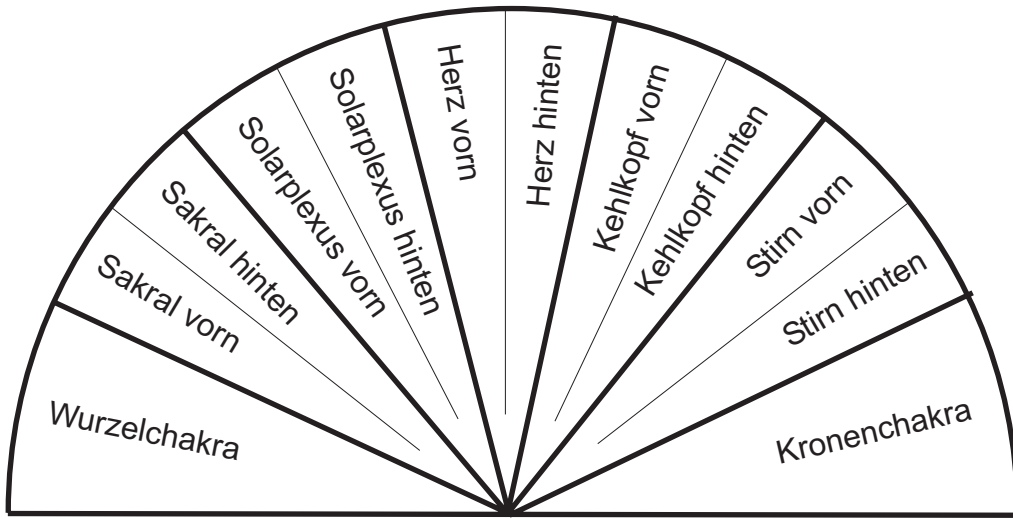 Wurzelchakra
Sakral vorn
Sakral hinten
Solarplexus vorn
Solarplexus hinten
Herz vorn
Herz hinten
Kehlkopf vorn
Kehlkopf hinten
Stirn vorn
Stirn hinten
Kronenchakra